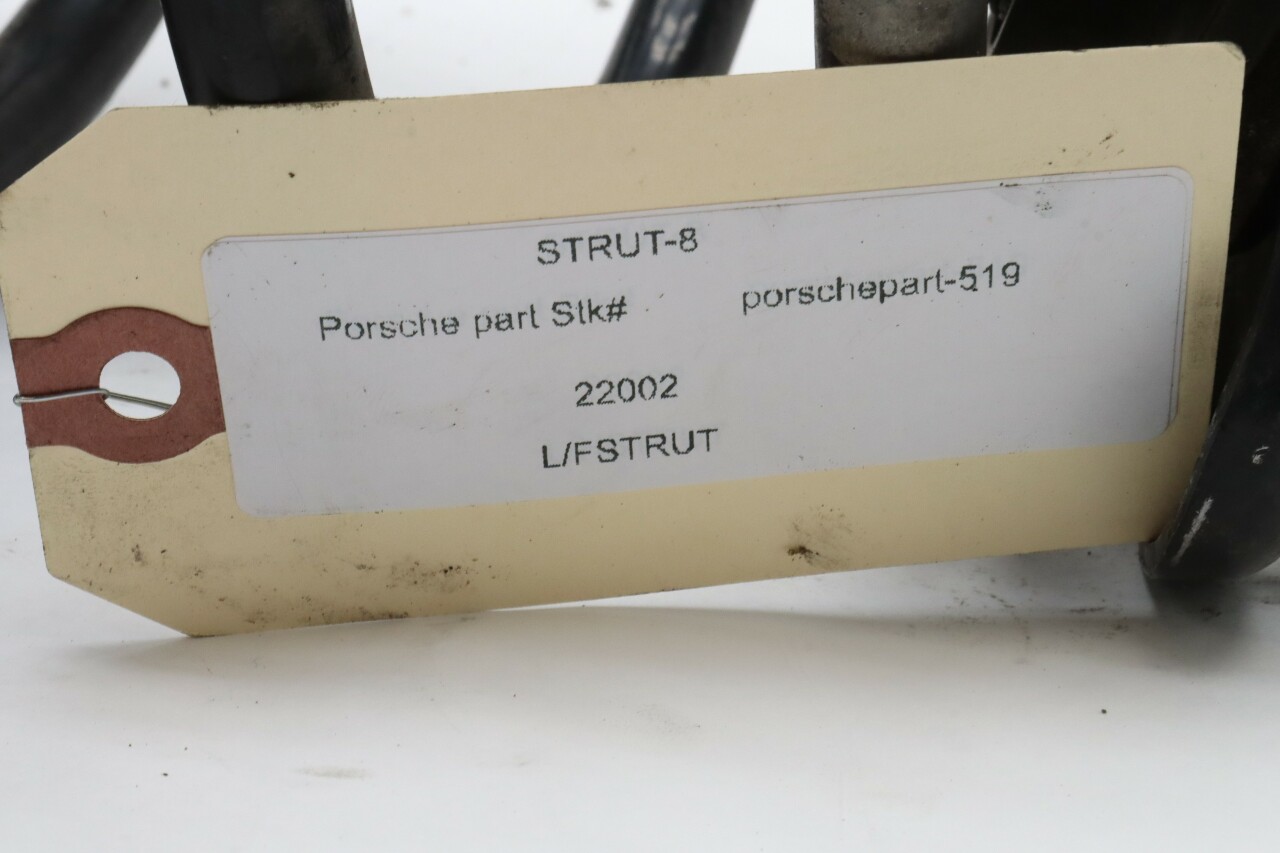 STRUT-8
Porsche part Stk# porschepart-519
22002
L/FSTRUT